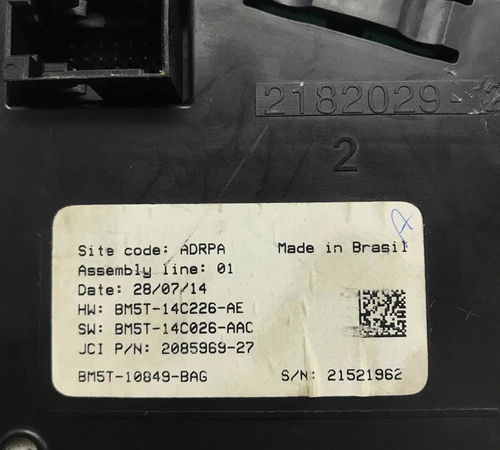 2182029-
2
A
Site code: ADRPA
Made in Brasil
Assembly line: 01
Date: 28/07/14
HW: BM5T-14C226-AE
SW: BM5T-14C026-AAC
JCI P/N: 2085969-27
BM5T-10849-BAG
S/N: 21521962